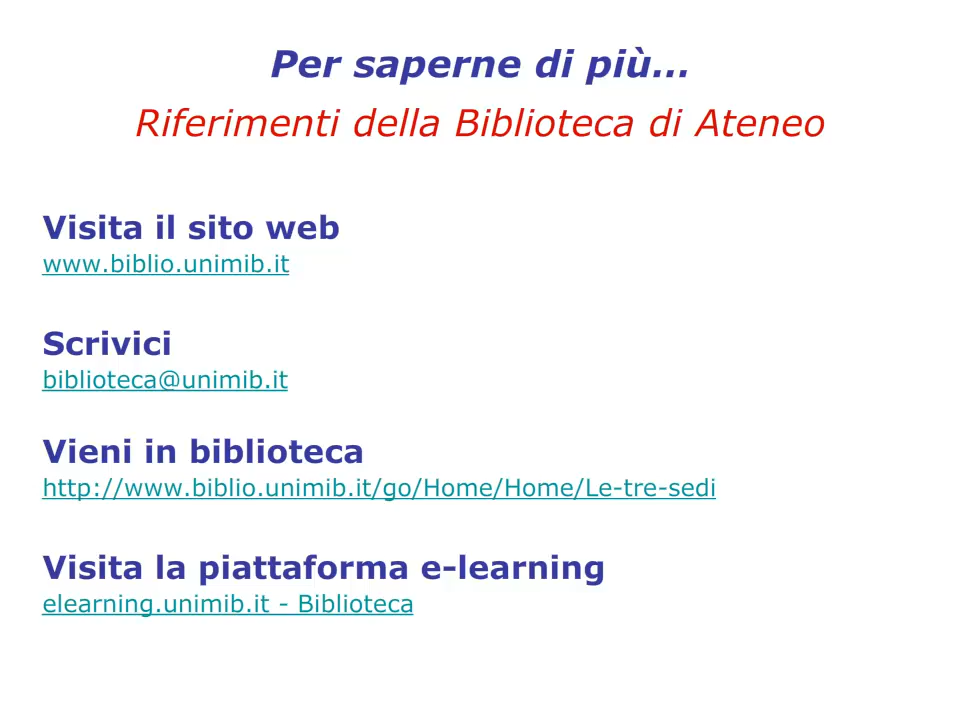 Per saperne di più…
Riferimenti della Biblioteca di Ateneo
Visita il sito web
www.biblio.unimib.it
Scrivici
biblioteca@unimib.it
Vieni in biblioteca
http://www.biblio.unimib.it/go/Home/Home/Le-tre-sedi
Visita la piattaforma e-learning
elearning.unimib.it - Biblioteca